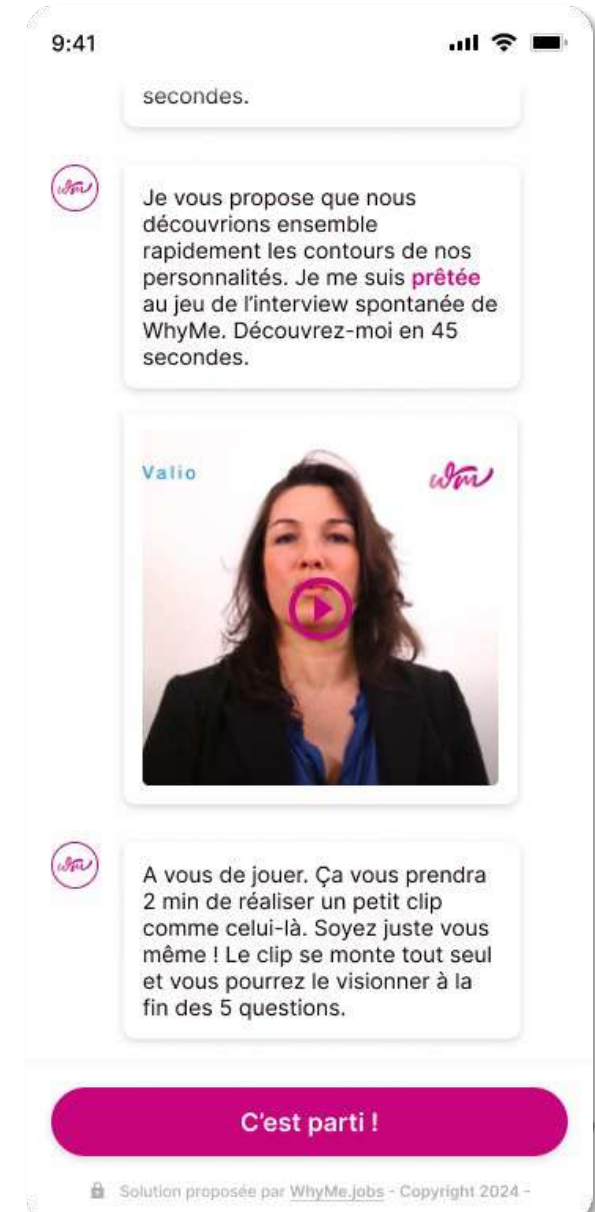 9:41
secondes.
wm
Je vous propose que nous
découvrions ensemble
rapidement les contours de nos
personnalités. Je me suis prêtée
au jeu de l'interview spontanée de
WhyMe. Découvrez-moi en 45
secondes.
Valio
wm
wm
A vous de jouer. Ça vous prendra
2 min de réaliser un petit clip
comme celui-là. Soyez juste vous
même ! Le clip se monte tout seul
et vous pourrez le visionner à la
fin des 5 questions.
C'est parti !
Solution proposée par WhyMe.jobs - Copyright 2024 -